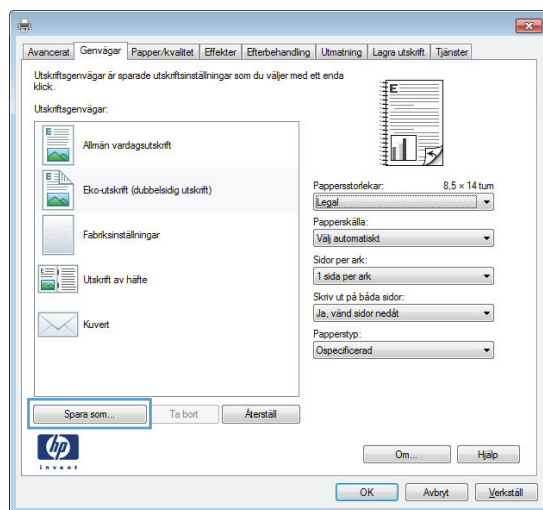 Avancerat Genvägar Papper/kvalitet Effekter Efterbehandling Utmatning Lagra utskrift Tjänster
Utskriftsgenvägar är sparade utskriftsinställningar som du väljer med ett enda
klick.
Utskriftsgenvägar:
E
Allmän vardagsutskrift
E
Eko-utskrift (dubbelsidig utskrift)
Fabriksinställningar
E
Utskrift av häfte
Kuvert
Spara som...
Ta bort
Återställ
E
Pappersstorlekar: 8,5 × 14 tum
Legal
Papperskälla:
Välj automatiskt
Sidor per ark:
1 sida per ark
Skriv ut på båda sidor:
Ja, vänd sidor nedåt
Papperstyp:
Ospecificerad
hp
invent
Om...
Hjälp
OK
Avbryt
Verkställ